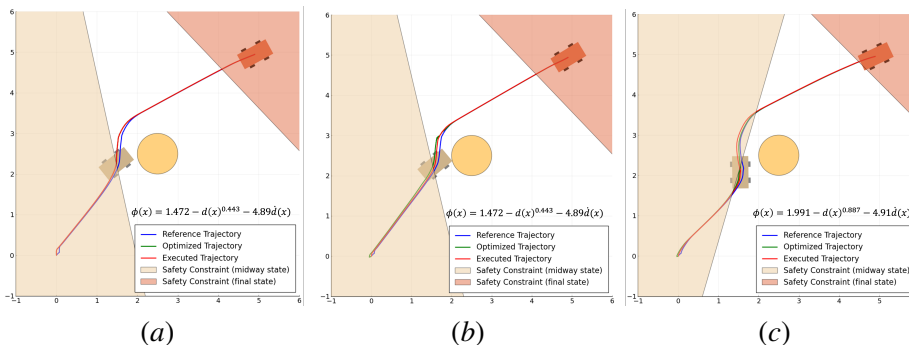 6
5
4
3
2
1
0
−1
−1 0 1 2 3 4 5 6
ϕ(x) = 1.472 − d(x)^0.443 − 4.89ḋ(x)
Reference Trajectory
Optimized Trajectory
Executed Trajectory
Safety Constraint (midway state)
Safety Constraint (final state)
(a)
6
5
4
3
2
1
0
−1
−1 0 1 2 3 4 5 6
ϕ(x) = 1.472 − d(x)^0.443 − 4.89ḋ(x)
Reference Trajectory
Optimized Trajectory
Executed Trajectory
Safety Constraint (midway state)
Safety Constraint (final state)
(b)
6
5
4
3
2
1
0
−1
−1 0 1 2 3 4 5
ϕ(x) = 1.991 − d(x)^0.887 − 4.91ḋ(x)
Reference Trajectory
Optimized Trajectory
Executed Trajectory
Safety Constraint (midway state)
Safety Constraint (final state)
(c)